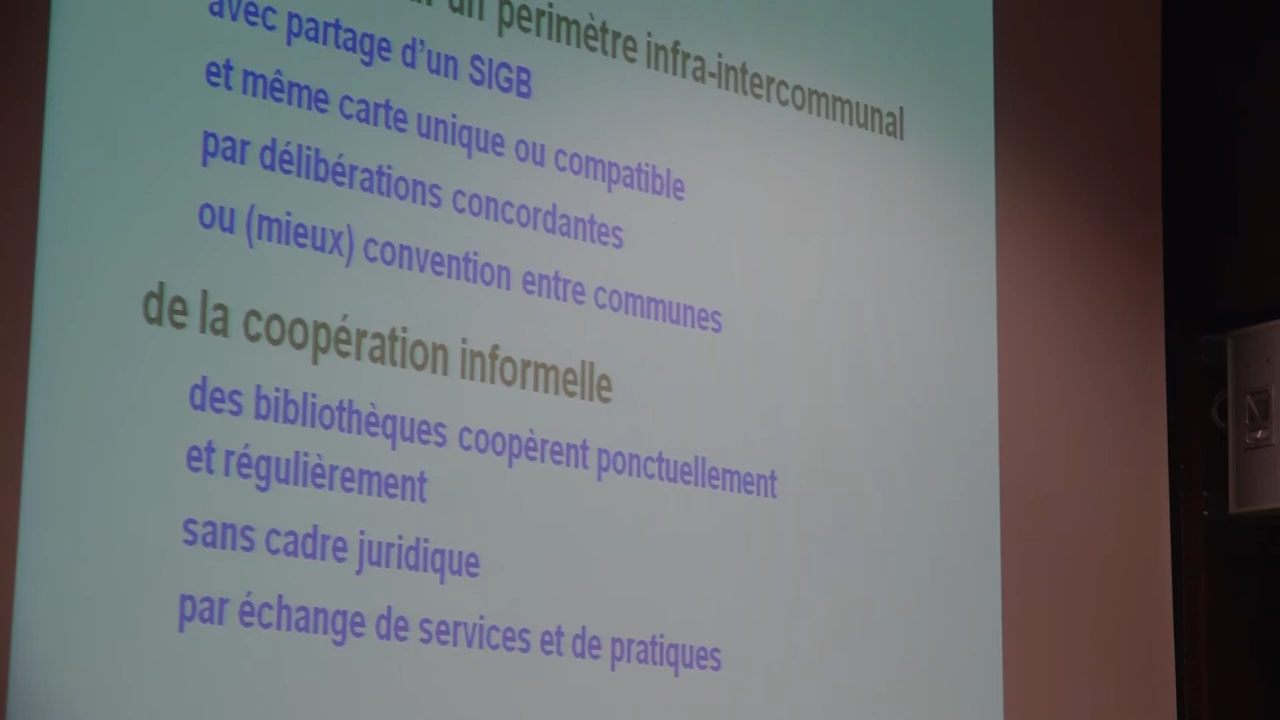 un périmètre infra-intercommunal
avec partage d'un SIGB
et même carte unique ou compatible
par délibérations concordantes
ou (mieux) convention entre communes
de la coopération informelle
des bibliothèques coopèrent ponctuellement
et régulièrement
sans cadre juridique
par échange de services et de pratiques